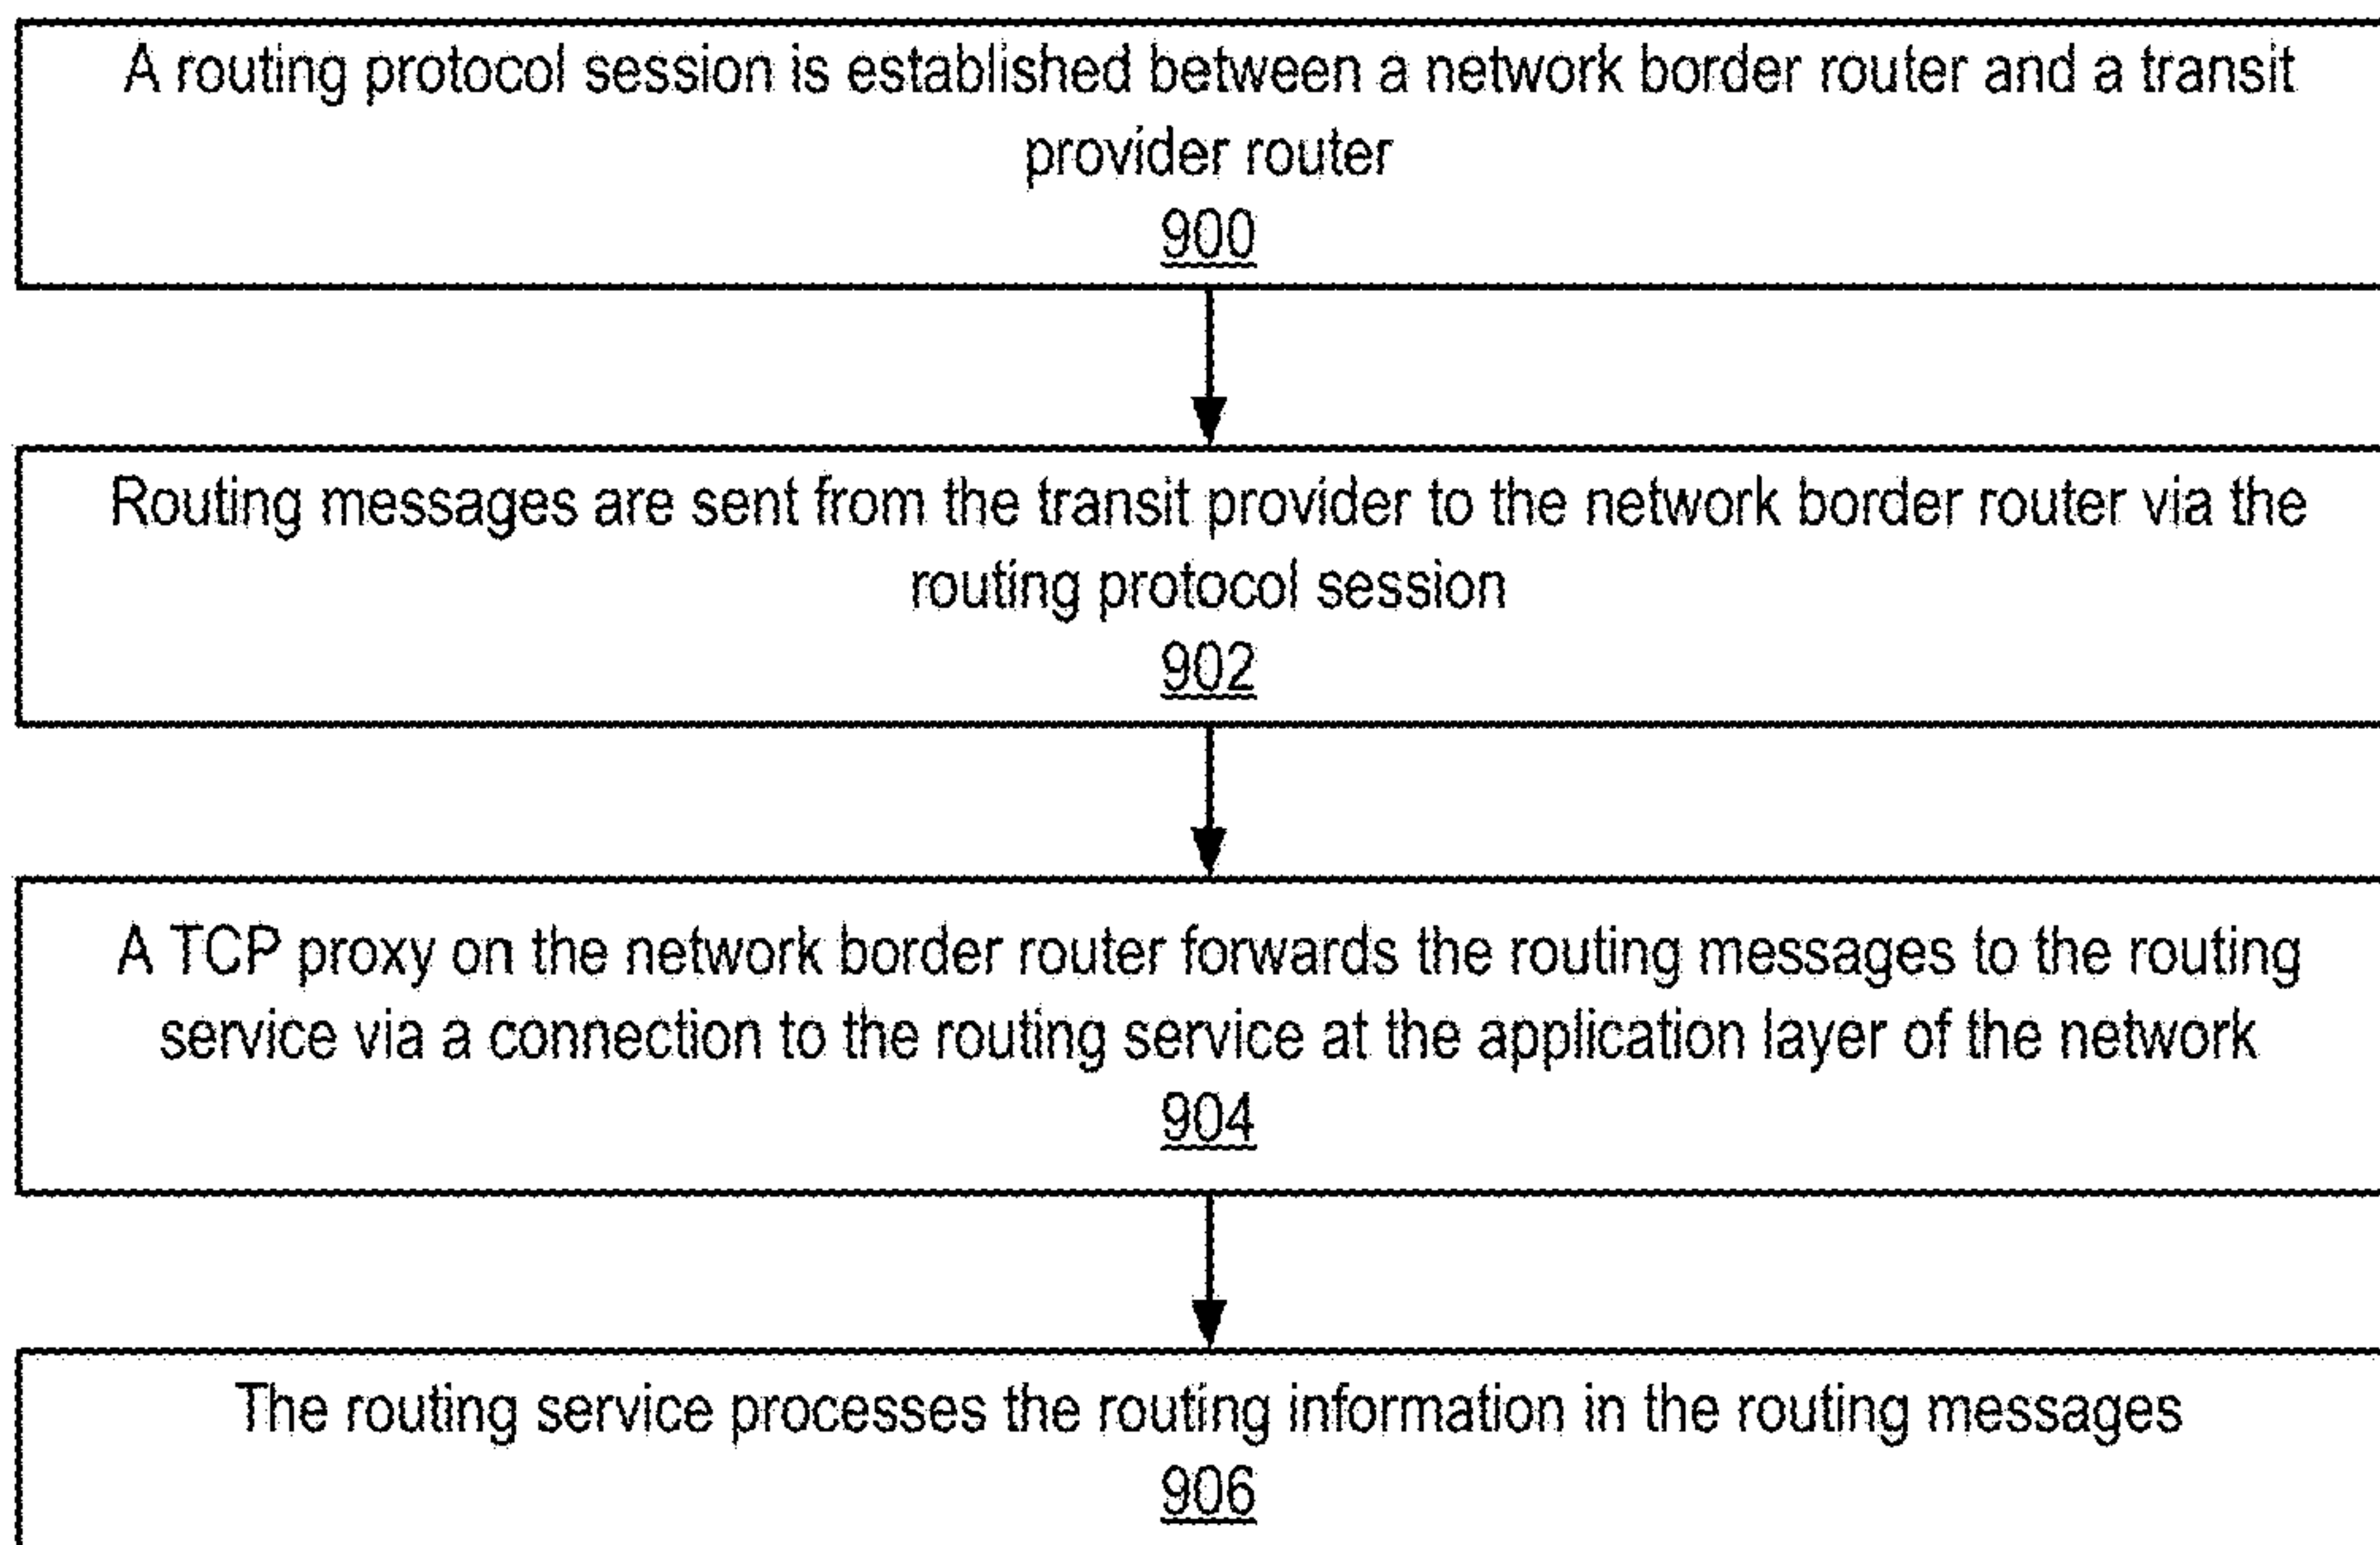 A routing protocol session is established between a network border router and a transit
provider router
900
Routing messages are sent from the transit provider to the network border router via the
routing protocol session
902
A TCP proxy on the network border router forwards the routing messages to the routing
service via a connection to the routing service at the application layer of the network
904
The routing service processes the routing information in the routing messages
906